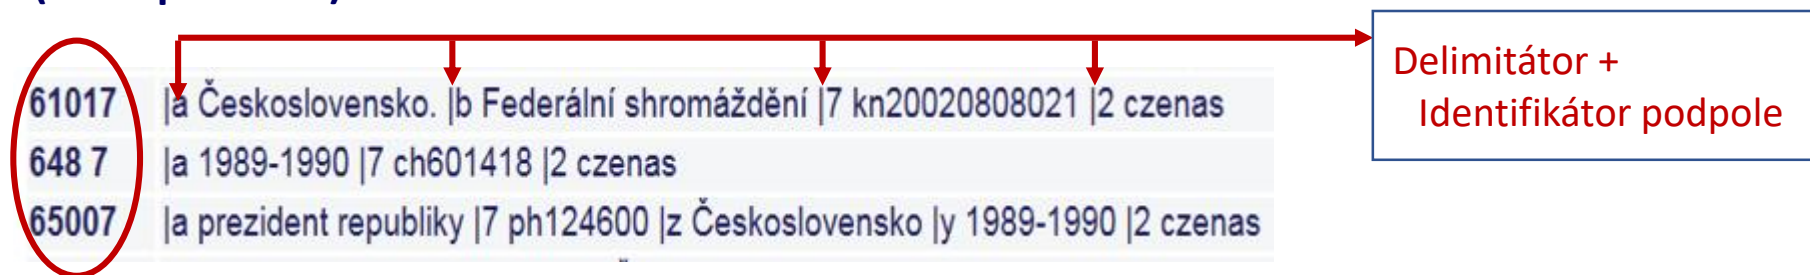 61017 |a Československo. |b Federální shromáždění |7 kn20020808021 |2 czenas
648 7 |a 1989-1990 |7 ch601418 |2 czenas
65007 |a prezident republiky |7 ph124600 |z Československo |y 1989-1990 |2 czenas
Delimitátor +
Identifikátor podpole